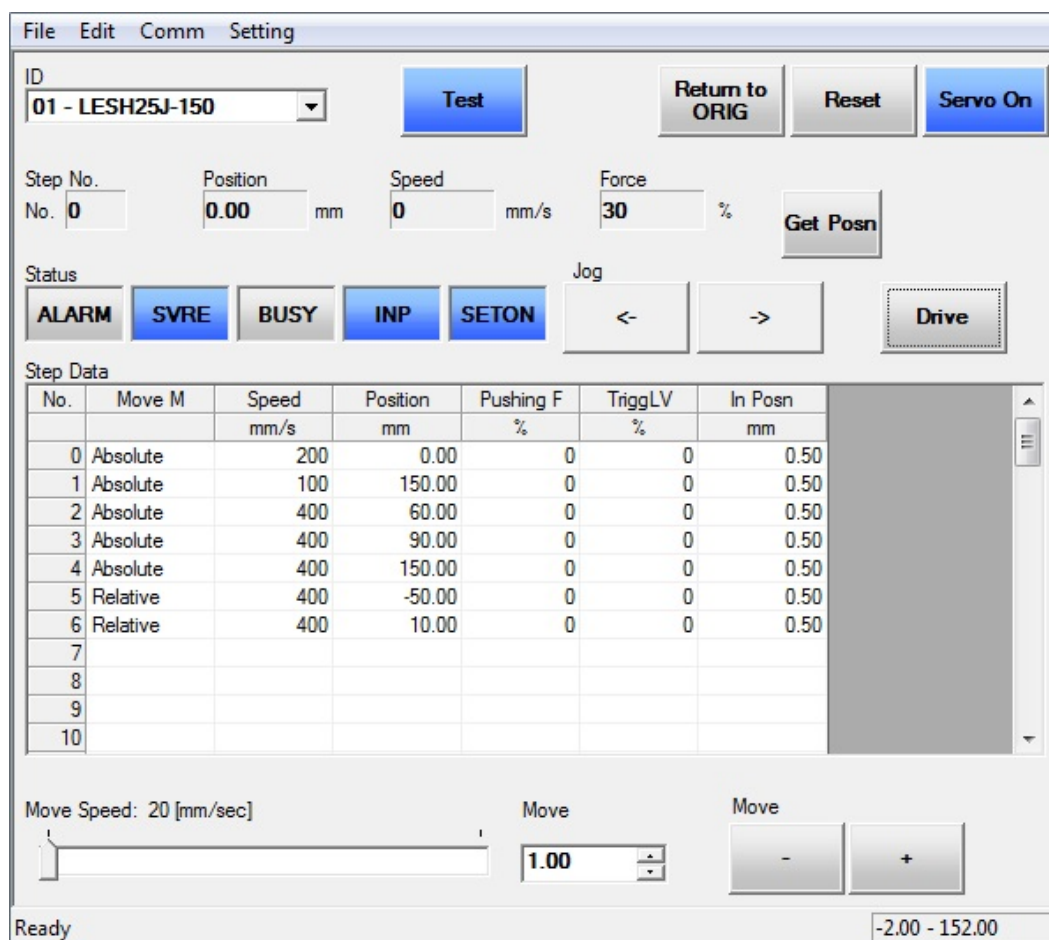 File Edit Comm Setting
ID
01 - LESH25J-150
Test
Return to
ORIG
Reset
Servo On
Step No. Position Speed Force
No. 0 0.00 mm 0 mm/s 30 %
Get Posn
Status
Jog
ALARM SVRE BUSY INP SETON <- -> Drive
Step Data
No. Move M Speed Position Pushing F TriggLV In Posn
mm/s mm % % mm
0 Absolute 200 0.00 0 0 0.50
1 Absolute 100 150.00 0 0 0.50
2 Absolute 400 60.00 0 0 0.50
3 Absolute 400 90.00 0 0 0.50
4 Absolute 400 150.00 0 0 0.50
5 Relative 400 -50.00 0 0 0.50
6 Relative 400 10.00 0 0 0.50
7
8
9
10
Move Speed: 20 [mm/sec] Move Move
1.00 - +
Ready -2.00 - 152.00